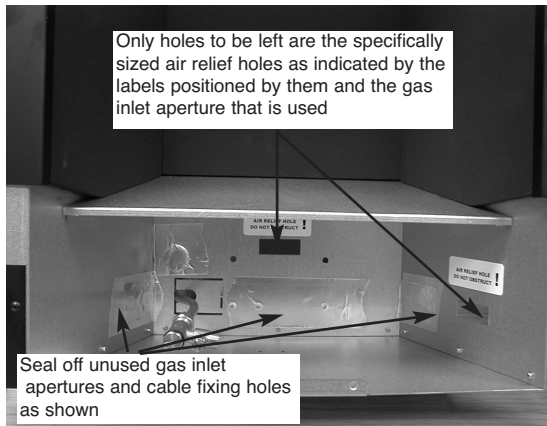 Only holes to be left are the specifically
sized air relief holes as indicated by the
labels positioned by them and the gas
inlet aperture that is used
AIR RELIEF HOLE
DO NOT OBSTRUCT !
AIR RELIEF HOLE
DO NOT OBSTRUCT !
Seal off unused gas inlet
apertures and cable fixing holes
as shown